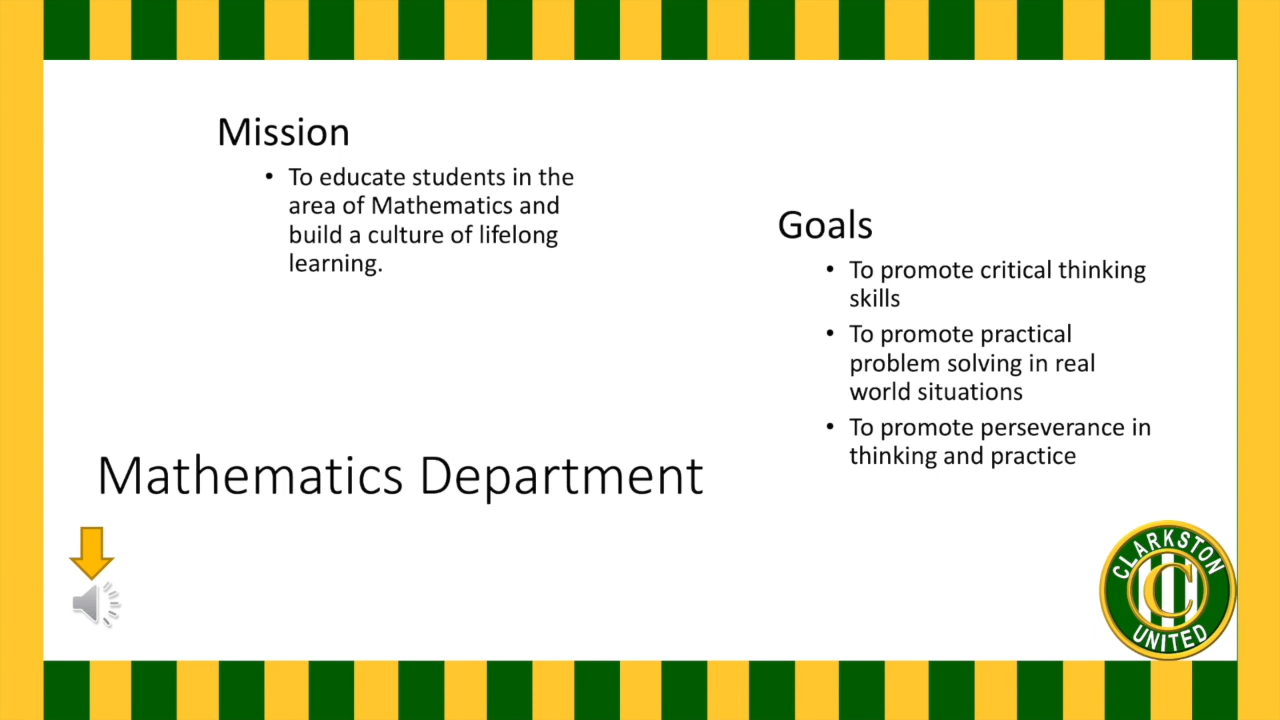 Mission
• To educate students in the
area of Mathematics and
build a culture of lifelong
learning.
Goals
• To promote critical thinking
skills
• To promote practical
problem solving in real
world situations
• To promote perseverance in
thinking and practice
Mathematics Department
CLARKSTON
C
UNITED